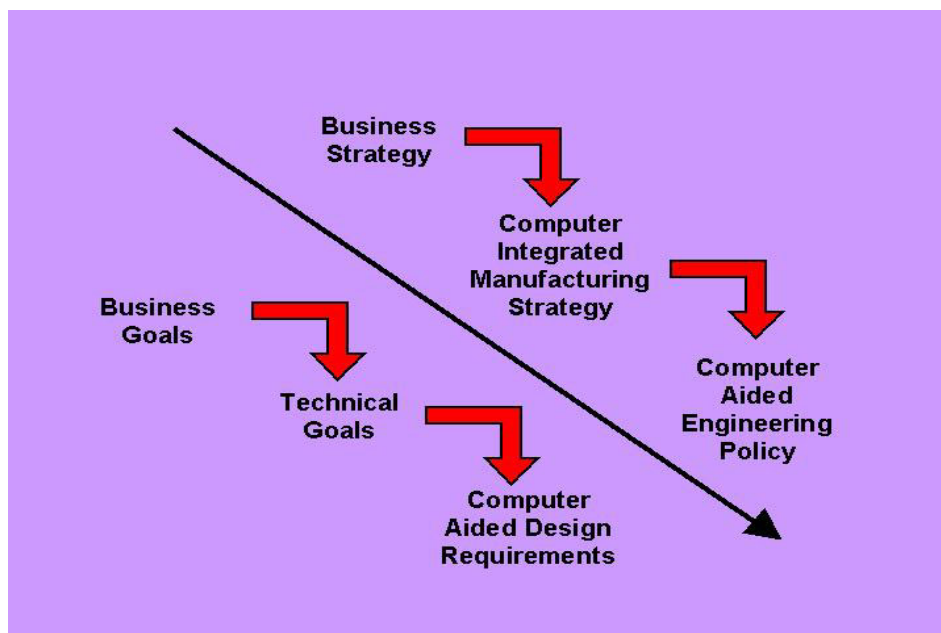 Business
Strategy
Computer
Integrated
Manufacturing
Strategy
Computer
Aided
Engineering
Policy
Business
Goals
Technical
Goals
Computer
Aided Design
Requirements